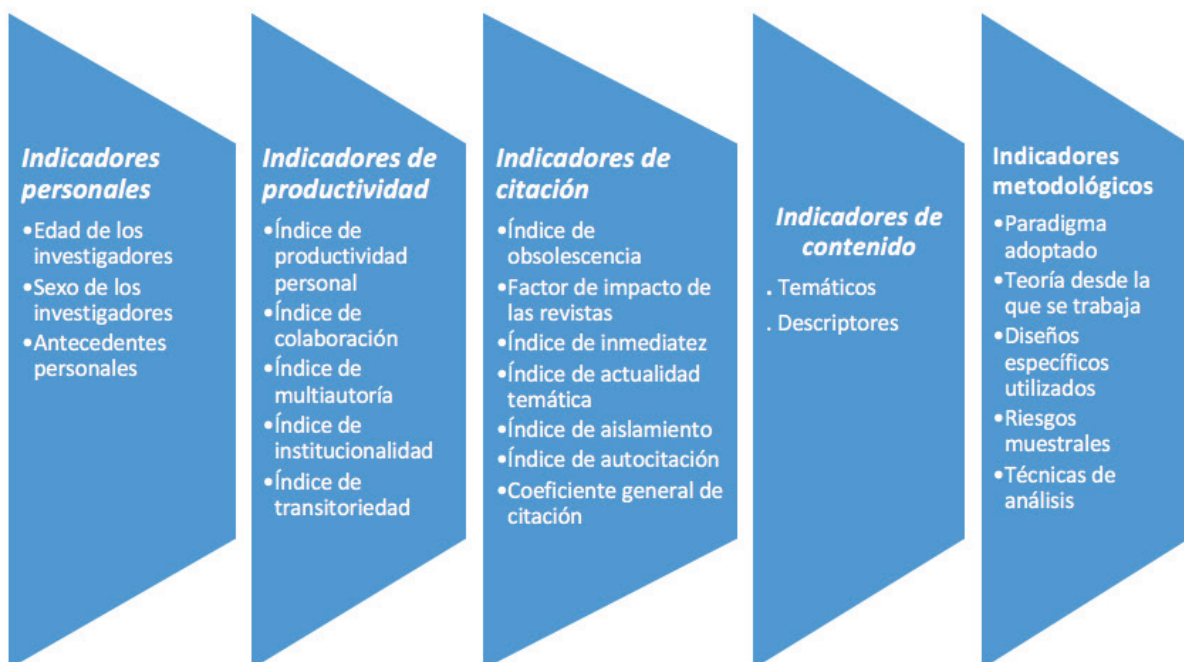 Indicadores
personales
•Edad de los
investigadores
•Sexo de los
investigadores
•Antecedentes
personales
Indicadores de
productividad
•Índice de
productividad
personal
•Índice de
colaboración
•Índice de
multiautoría
•Índice de
institucionalidad
•Índice de
transitoriedad
Indicadores de
citación
•Índice de
obsolescencia
•Factor de impacto de
las revistas
•Índice de inmediatez
•Índice de actualidad
temática
•Índice de aislamiento
•Índice de autocitación
•Coeficiente general de
citación
Indicadores de
contenido
. Temáticos
. Descriptores
Indicadores
metodológicos
•Paradigma
adoptado
•Teoría desde la
que se trabaja
•Diseños
específicos
utilizados
•Riesgos
muestrales
•Técnicas de
análisis